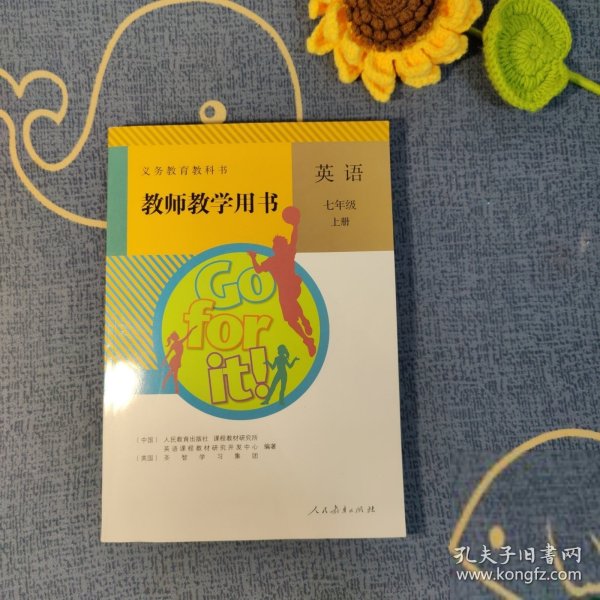 义务教育教科书
教师教学用书
英语
七年级
上册
Go
for
it!
（中国） 人民教育出版社 课程教材研究所
英语课程教材研究开发中心 编著
（美国） 圣智学习集团
人民教育出版社
孔夫子旧书网
www.kongfz.com